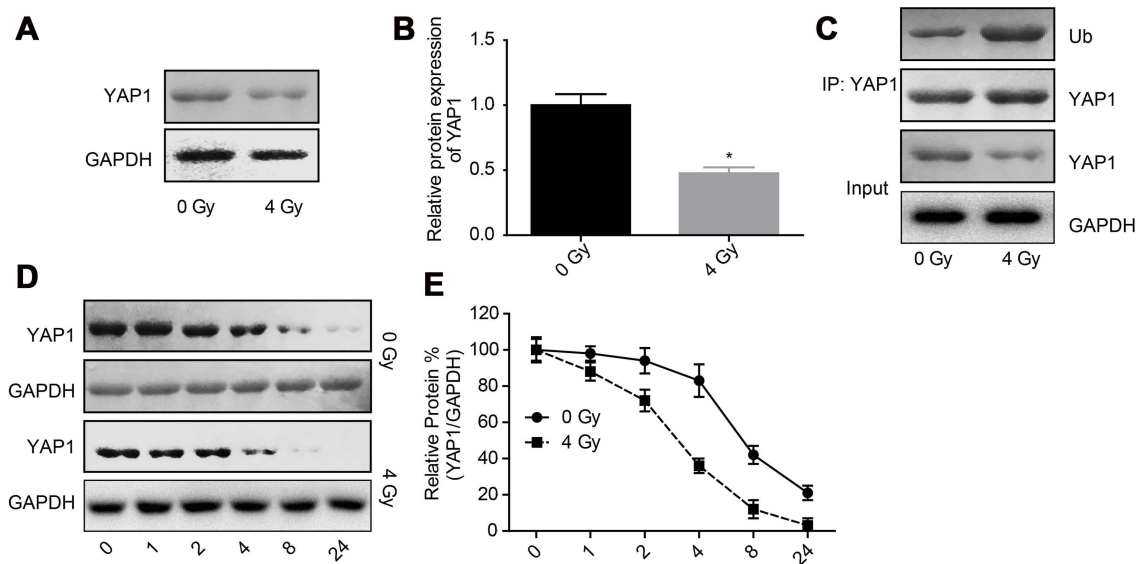 A
YAP1
GAPDH
0 Gy 4 Gy
B
Relative protein expression
of YAP1
1.5
1.0
0.5
0.0
*
0 Gy 4 Gy
C
IP: YAP1
Ub
YAP1
Input
YAP1
GAPDH
0 Gy 4 Gy
D
YAP1
GAPDH
0 Gy
YAP1
GAPDH
4 Gy
0 1 2 4 8 24
E
Relative Protein %
(YAP1/GAPDH)
120
100
80
60
40
20
0
0 Gy
4 Gy
0 1 2 4 8 24